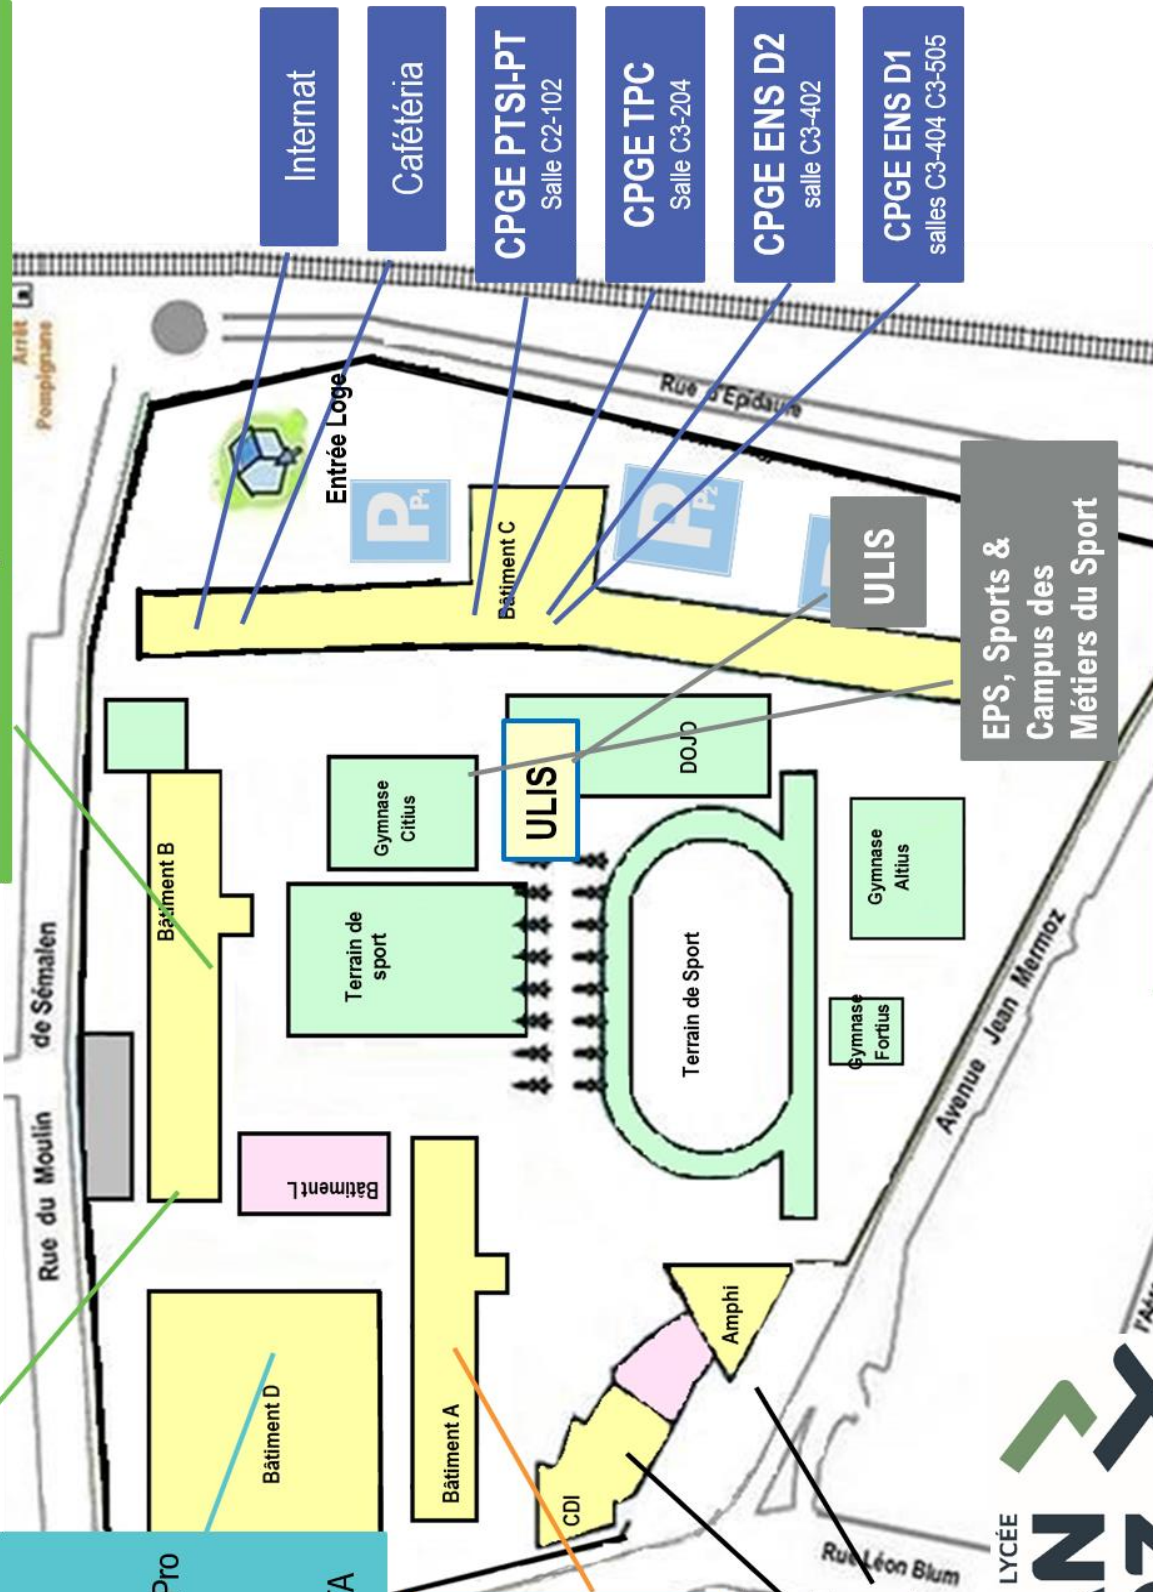 Arrêt
Pompignane
Internat
Cafétéria
CPGE PTSI-PT
Salle C2-102
CPGE TPC
Salle C3-204
CPGE ENS D2
salle C3-402
CPGE ENS D1
salles C3-404 C3-505
Entrée Loge
P P1
P P2
Rue d'Epidaure
Bâtiment C
ULIS
EPS, Sports &
Campus des
Métiers du Sport
Rue du Moulin de Sémalen
Bâtiment B
Gymnase
Citius
ULIS
DOJO
Terrain de
sport
Terrain de Sport
Gymnase
Altius
Gymnase
Fortius
Avenue Jean Mermoz
Bâtiment L
Bâtiment D
Bâtiment A
Amphi
CDI
Rue Léon Blum
Pro
LYCÉE